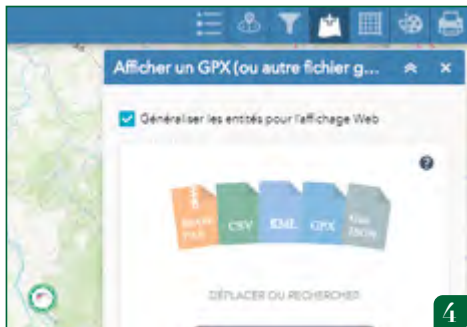 Afficher un GPX (ou autre fichier g...
Généraliser les entités pour l'affichage Web
SHAPE FILE
CSV
KML
GPX
Geo JSON
DÉPLACER OU RECHERCHER
4